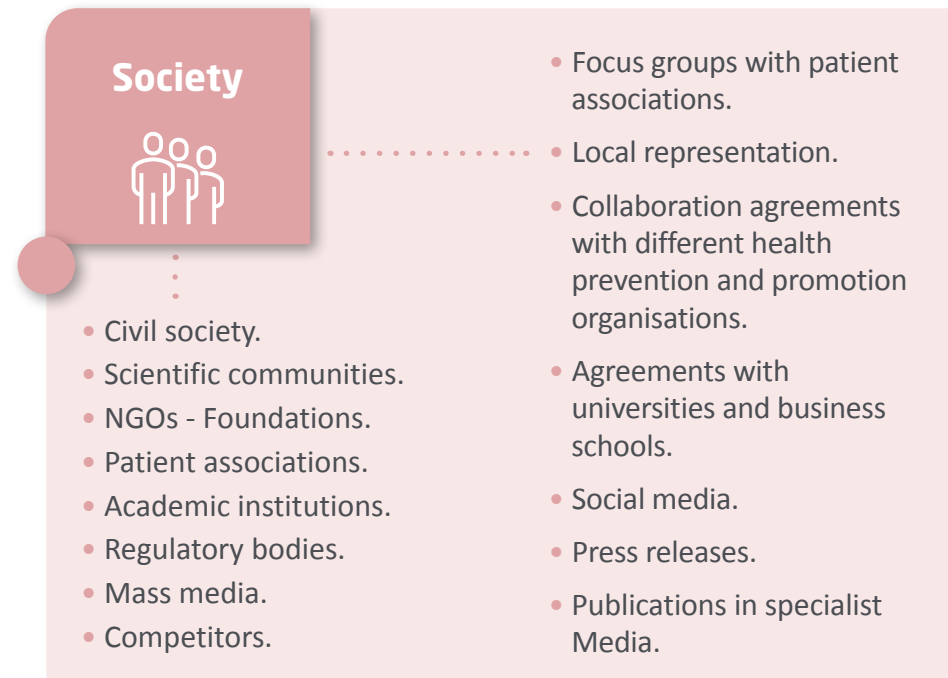 Society
• Civil society.
• Scientific communities.
• NGOs - Foundations.
• Patient associations.
• Academic institutions.
• Regulatory bodies.
• Mass media.
• Competitors.
• Focus groups with patient
associations.
• Local representation.
• Collaboration agreements
with different health
prevention and promotion
organisations.
• Agreements with
universities and business
schools.
• Social media.
• Press releases.
• Publications in specialist
Media.